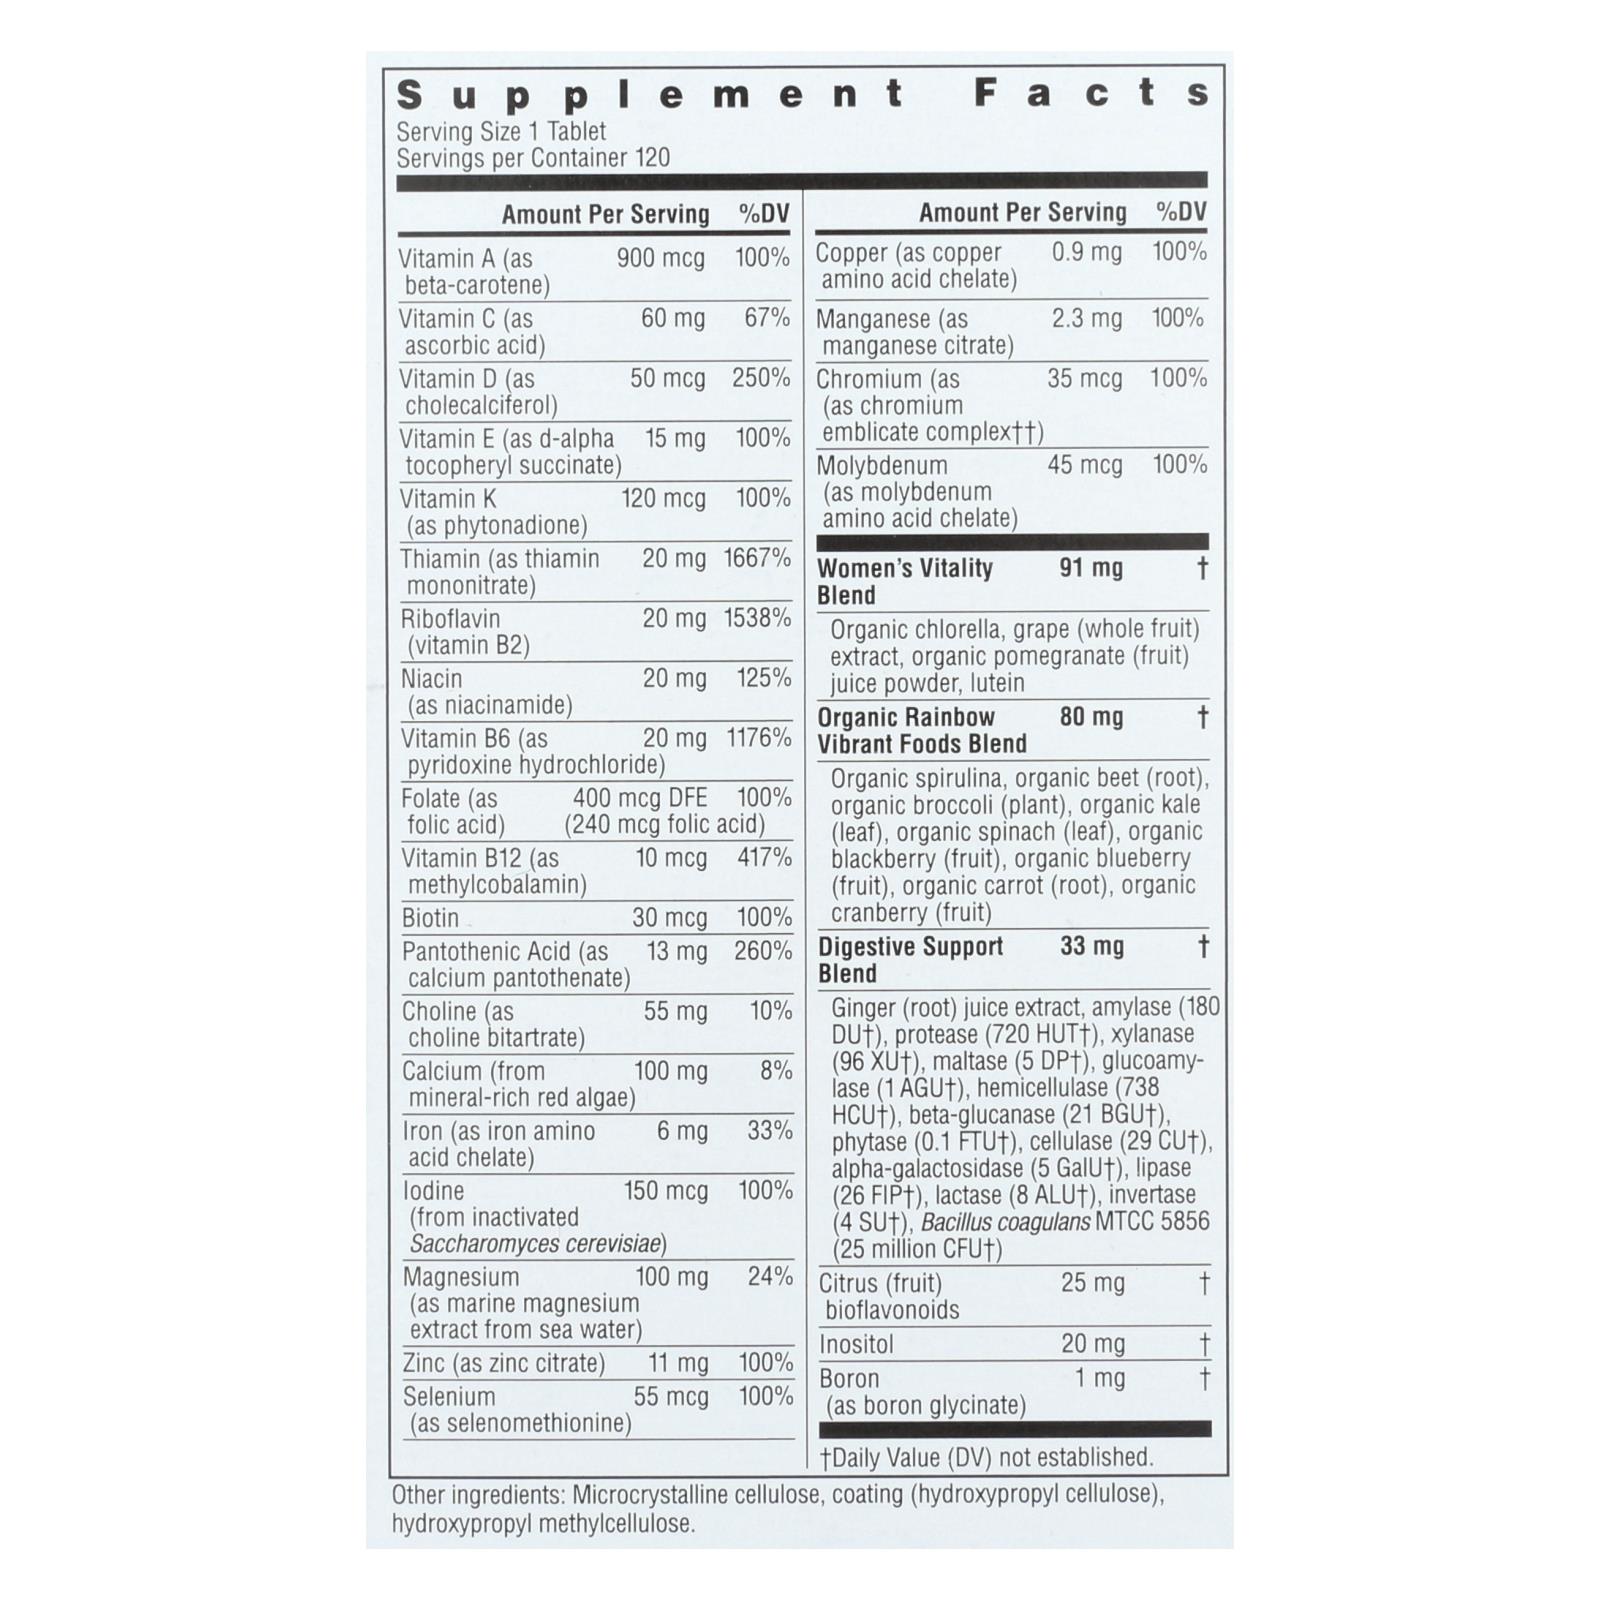 Supplement Facts
Serving Size 1 Tablet
Servings per Container 120
Amount Per Serving %DV
Vitamin A (as 900 mcg 100%
beta-carotene)
Vitamin C (as 60 mg 67%
ascorbic acid)
Vitamin D (as 50 mcg 250%
cholecalciferol)
Vitamin E (as d-alpha 15 mg 100%
tocopheryl succinate)
Vitamin K 120 mcg 100%
(as phytonadione)
Thiamin (as thiamin 20 mg 1667%
mononitrate)
Riboflavin 20 mg 1538%
(vitamin B2)
Niacin 20 mg 125%
(as niacinamide)
Vitamin B6 (as 20 mg 1176%
pyridoxine hydrochloride)
Folate (as 400 mcg DFE 100%
folic acid) (240 mcg folic acid)
Vitamin B12 (as 10 mcg 417%
methylcobalamin)
Biotin 30 mcg 100%
Pantothenic Acid (as 13 mg 260%
calcium pantothenate)
Choline (as 55 mg 10%
choline bitartrate)
Calcium (from 100 mg 8%
mineral-rich red algae)
Iron (as iron amino 6 mg 33%
acid chelate)
Iodine 150 mcg 100%
(from inactivated
Saccharomyces cerevisiae)
Magnesium 100 mg 24%
(as marine magnesium
extract from sea water)
Zinc (as zinc citrate) 11 mg 100%
Selenium 55 mcg 100%
(as selenomethionine)
Amount Per Serving %DV
Copper (as copper 0.9 mg 100%
amino acid chelate)
Manganese (as 2.3 mg 100%
manganese citrate)
Chromium (as 35 mcg 100%
(as chromium
emblicate complex††)
Molybdenum 45 mcg 100%
(as molybdenum
amino acid chelate)
Women's Vitality 91 mg †
Blend
Organic chlorella, grape (whole fruit)
extract, organic pomegranate (fruit)
juice powder, lutein
Organic Rainbow 80 mg †
Vibrant Foods Blend
Organic spirulina, organic beet (root),
organic broccoli (plant), organic kale
(leaf), organic spinach (leaf), organic
blackberry (fruit), organic blueberry
(fruit), organic carrot (root), organic
cranberry (fruit)
Digestive Support 33 mg †
Blend
Ginger (root) juice extract, amylase (180
DU†), protease (720 HUT†), xylanase
(96 XU†), maltase (5 DP†), glucoamy-
lase (1 AGU†), hemicellulase (738
HCU†), beta-glucanase (21 BGU†),
phytase (0.1 FTU†), cellulase (29 CU†),
alpha-galactosidase (5 GalU†), lipase
(26 FIP†), lactase (8 ALU†), invertase
(4 SU†), Bacillus coagulans MTCC 5856
(25 million CFU†)
Citrus (fruit) 25 mg †
bioflavonoids
Inositol 20 mg †
Boron 1 mg †
(as boron glycinate)
†Daily Value (DV) not established.
Other ingredients: Microcrystalline cellulose, coating (hydroxypropyl cellulose),
hydroxypropyl methylcellulose.